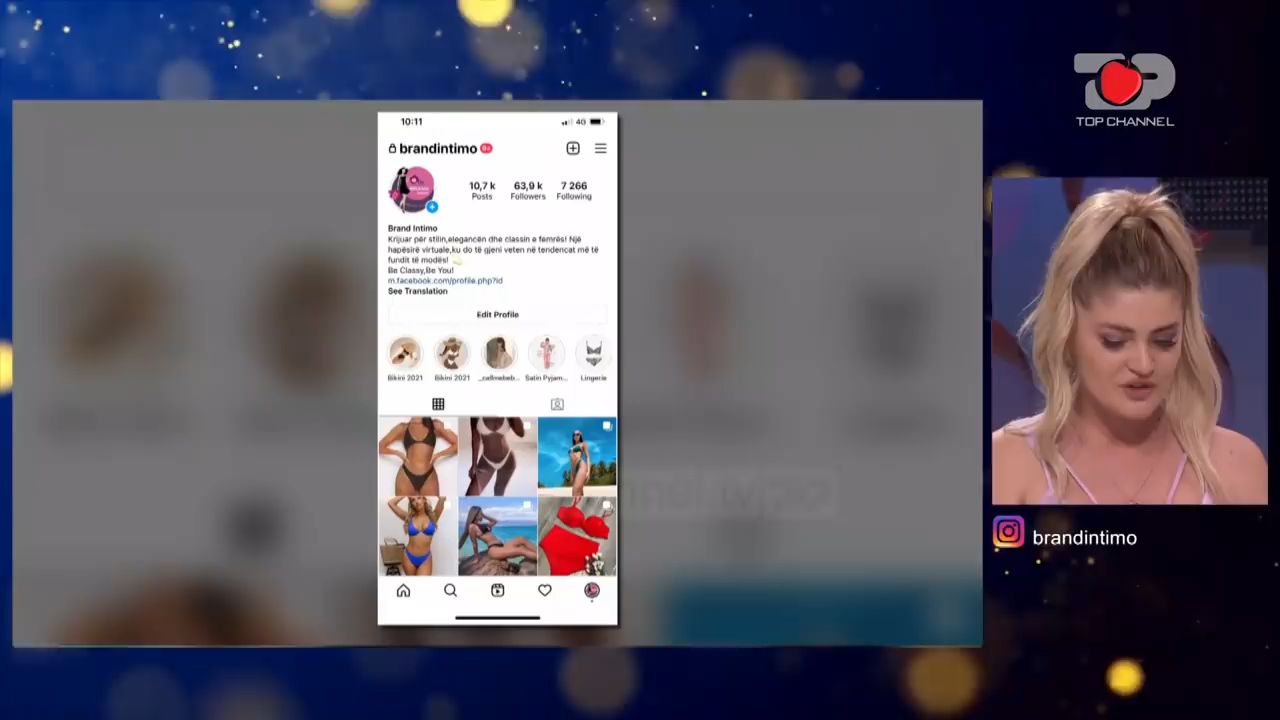 TOP CHANNEL
10:11
4G
brandintimo 9+
10,7 k
Posts
63,9 k
Followers
7 266
Following
Brand Intimo
Krijuar për stilin,elegancën dhe classin e femrës! Një
hapësirë virtuale,ku do të gjeni veten në tendencat më të
fundit të modës!
Be Classy,Be You!
m.facebook.com/profile.php?id
See Translation
Edit Profile
Bikini 2021
Bikini 2021
_callmebeb...
Satin Pyjam...
Lingerie
brandintimo